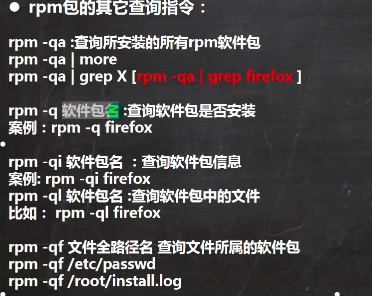 ● rpm包的其它查询指令：
rpm -qa :查询所安装的所有rpm软件包
rpm -qa | more
rpm -qa | grep X [rpm -qa | grep firefox ]
rpm -q 软件包名 :查询软件包是否安装
案例：rpm -q firefox
rpm -qi 软件包名 ：查询软件包信息
案例: rpm -qi firefox
rpm -ql 软件包名 :查询软件包中的文件
比如： rpm -ql firefox
rpm -qf 文件全路径名 查询文件所属的软件包
rpm -qf /etc/passwd
rpm -qf /root/install.log